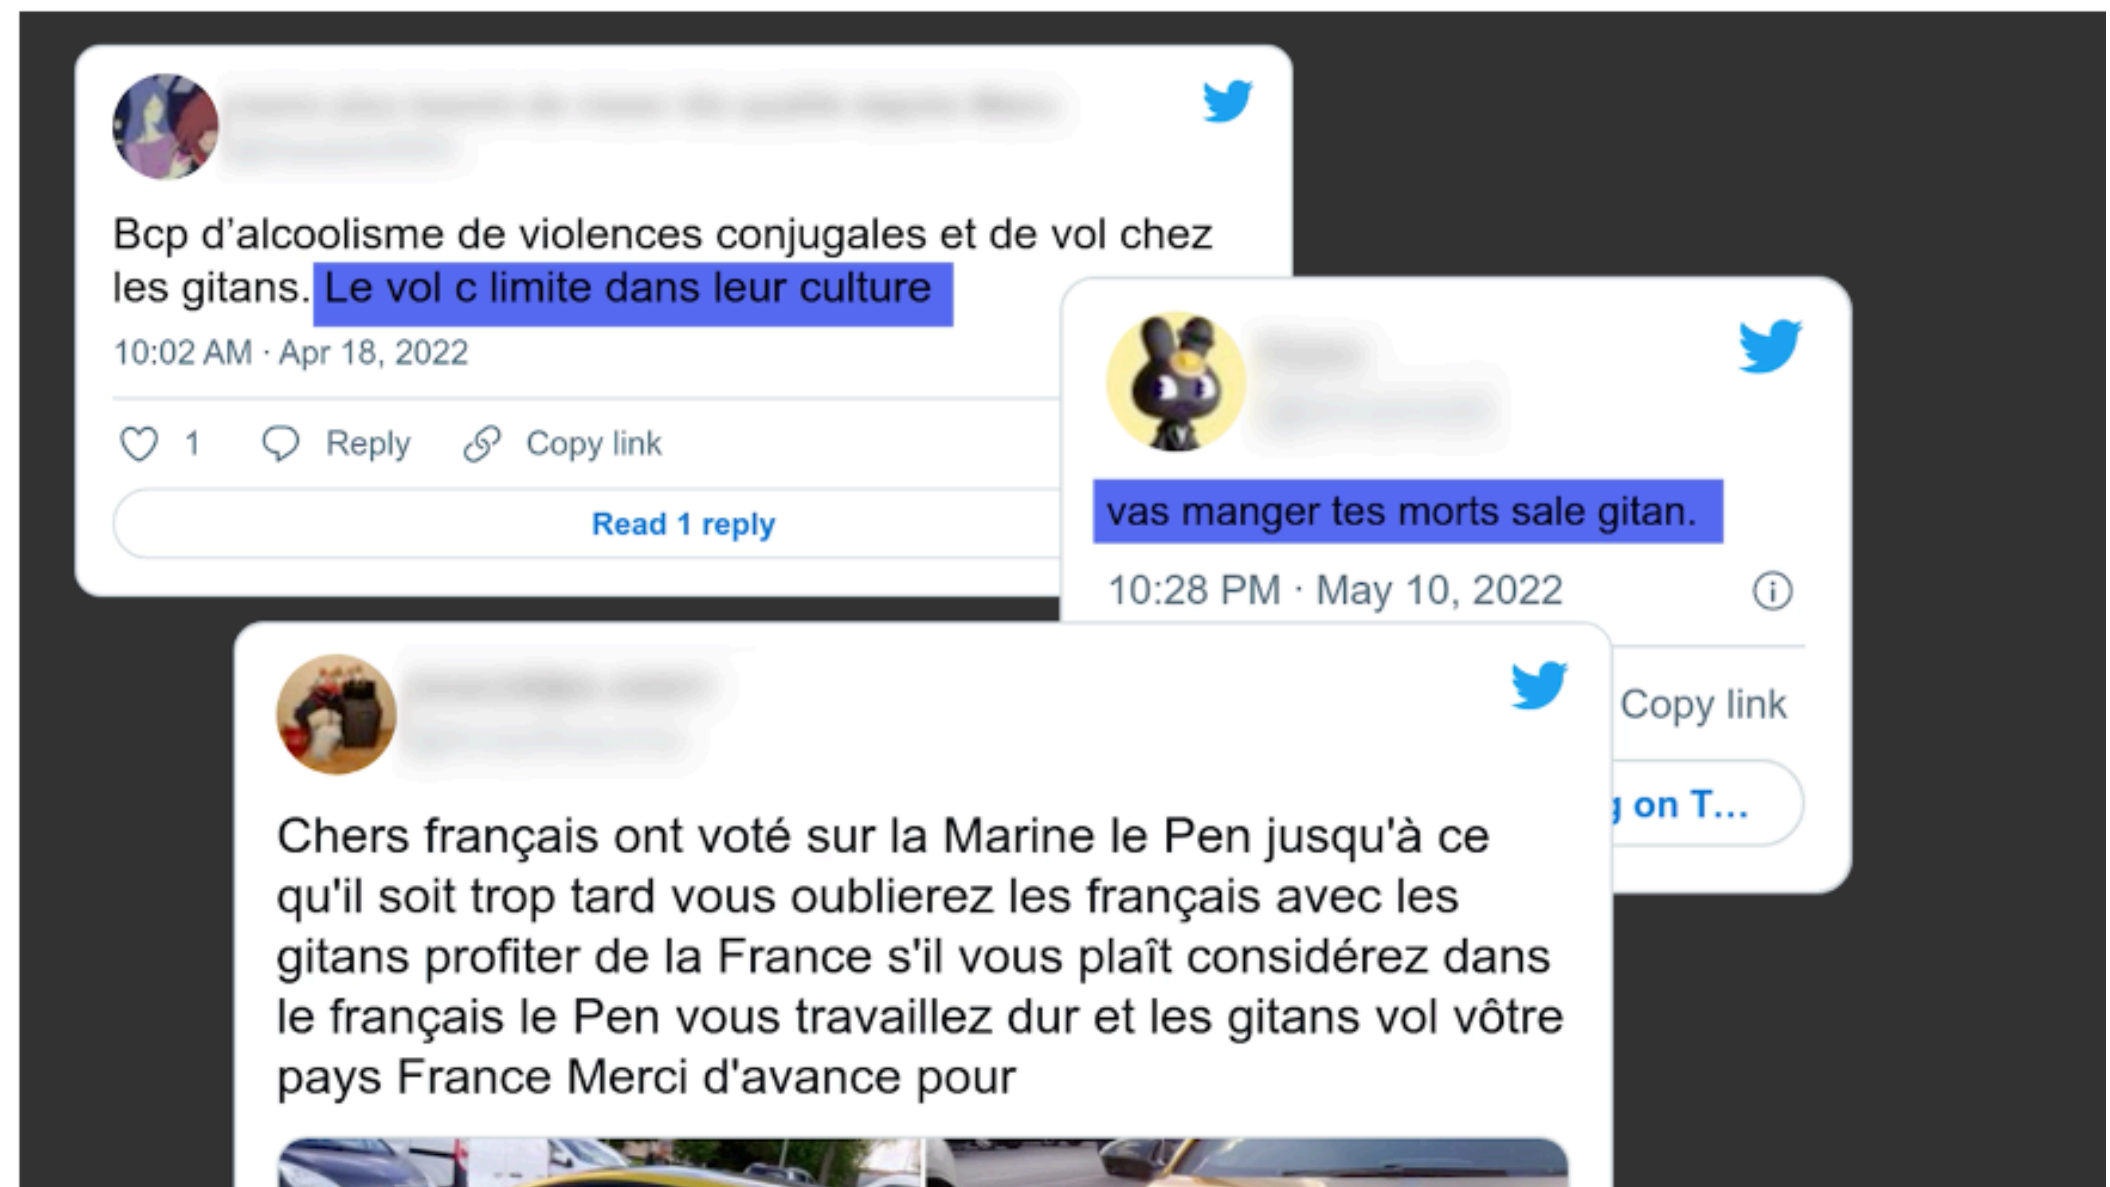 Bcp d'alcoolisme de violences conjugales et de vol chez
les gitans. Le vol c limite dans leur culture
10:02 AM · Apr 18, 2022
1 Reply Copy link
Read 1 reply
vas manger tes morts sale gitan.
10:28 PM · May 10, 2022
Copy link
on T...
Chers français ont voté sur la Marine le Pen jusqu'à ce
qu'il soit trop tard vous oublierez les français avec les
gitans profiter de la France s'il vous plaît considérez dans
le français le Pen vous travaillez dur et les gitans vol vôtre
pays France Merci d'avance pour